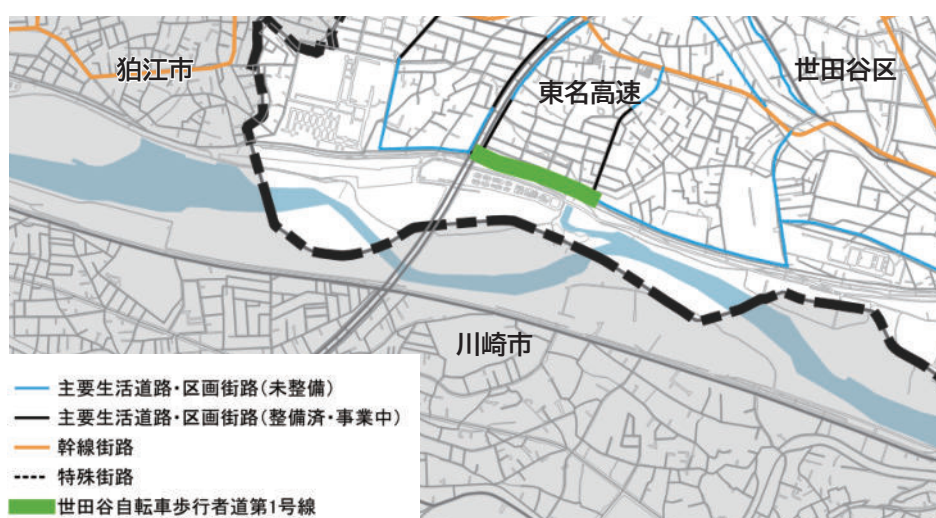 狛江市
世田谷区
東名高速
川崎市
主要生活道路・区画街路(未整備)
主要生活道路・区画街路(整備済・事業中)
幹線街路
特殊街路
世田谷自転車歩行者道第1号線